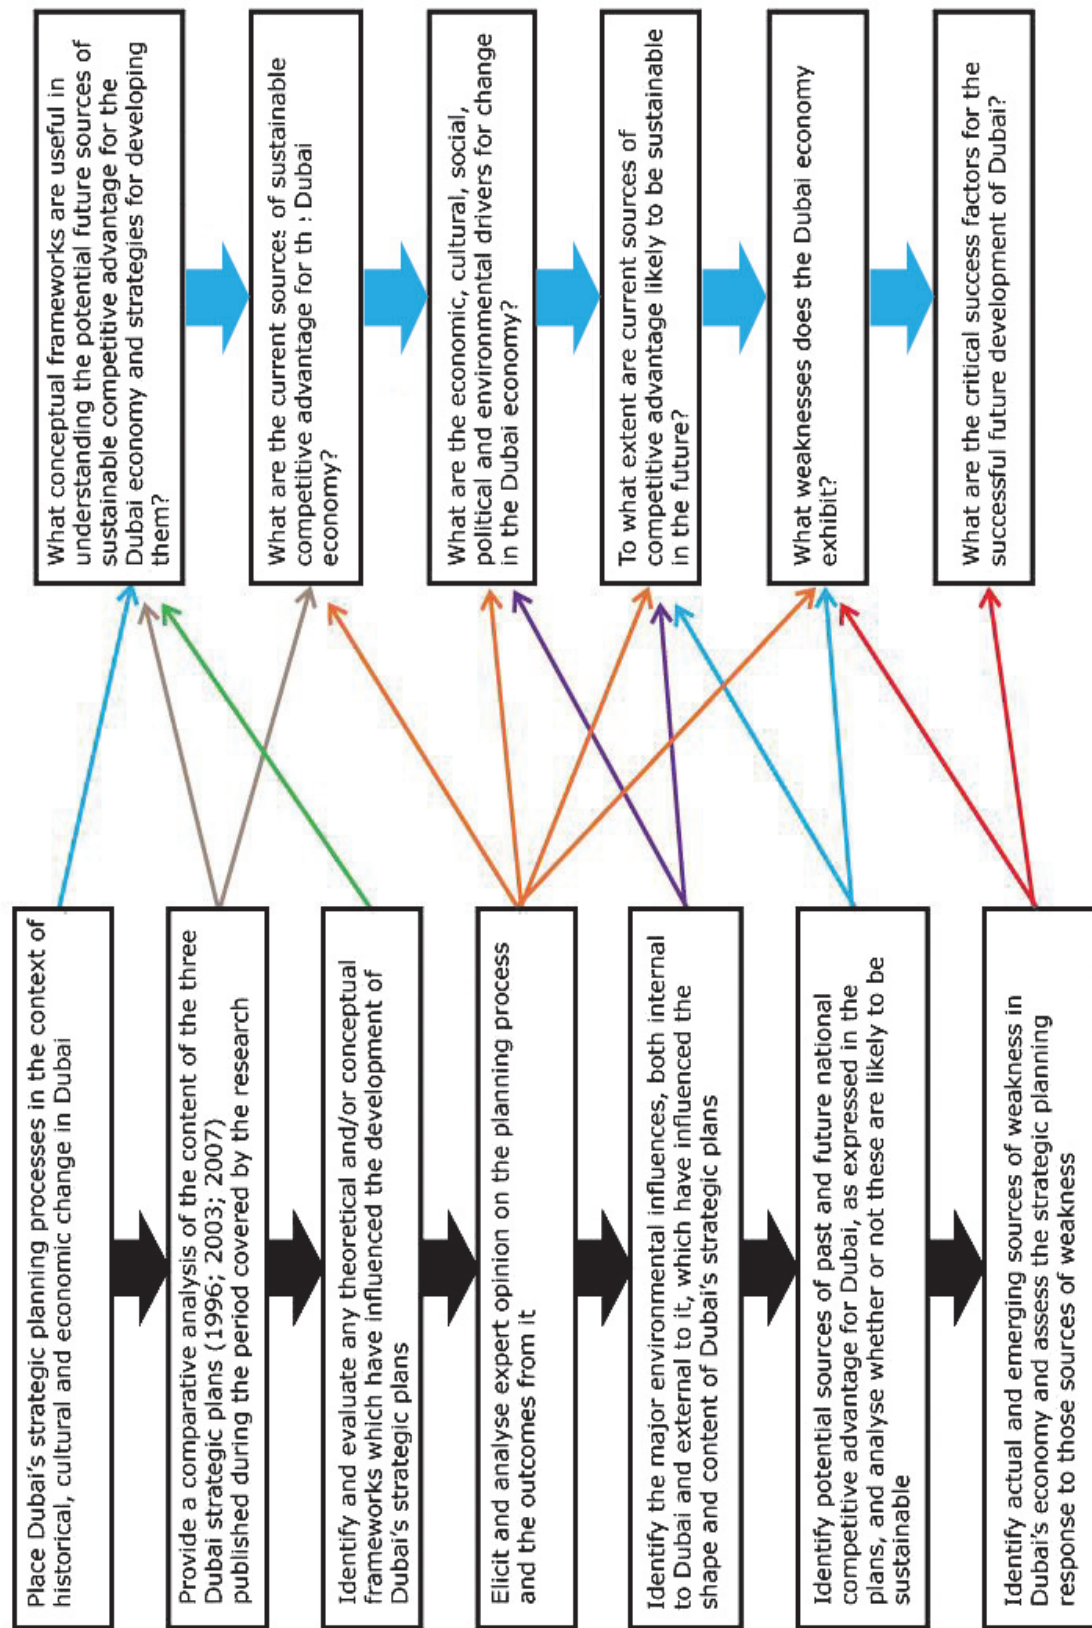 Place Dubai's strategic planning processes in the context of
historical, cultural and economic change in Dubai
Provide a comparative analysis of the content of the three
Dubai strategic plans (1996; 2003; 2007)
published during the period covered by the research
Identify and evaluate any theoretical and/or conceptual
frameworks which have influenced the development of
Dubai's strategic plans
Elicit and analyse expert opinion on the planning process
and the outcomes from it
Identify the major environmental influences, both internal
to Dubai and external to it, which have influenced the
shape and content of Dubai's strategic plans
Identify potential sources of past and future national
competitive advantage for Dubai, as expressed in the
plans, and analyse whether or not these are likely to be
sustainable
Identify actual and emerging sources of weakness in
Dubai's economy and assess the strategic planning
response to those sources of weakness
What conceptual frameworks are useful in
understanding the potential future sources of
sustainable competitive advantage for the
Dubai economy and strategies for developing
them?
What are the current sources of sustainable
competitive advantage for the Dubai
economy?
What are the economic, cultural, social,
political and environmental drivers for change
in the Dubai economy?
To what extent are current sources of
competitive advantage likely to be sustainable
in the future?
What weaknesses does the Dubai economy
exhibit?
What are the critical success factors for the
successful future development of Dubai?